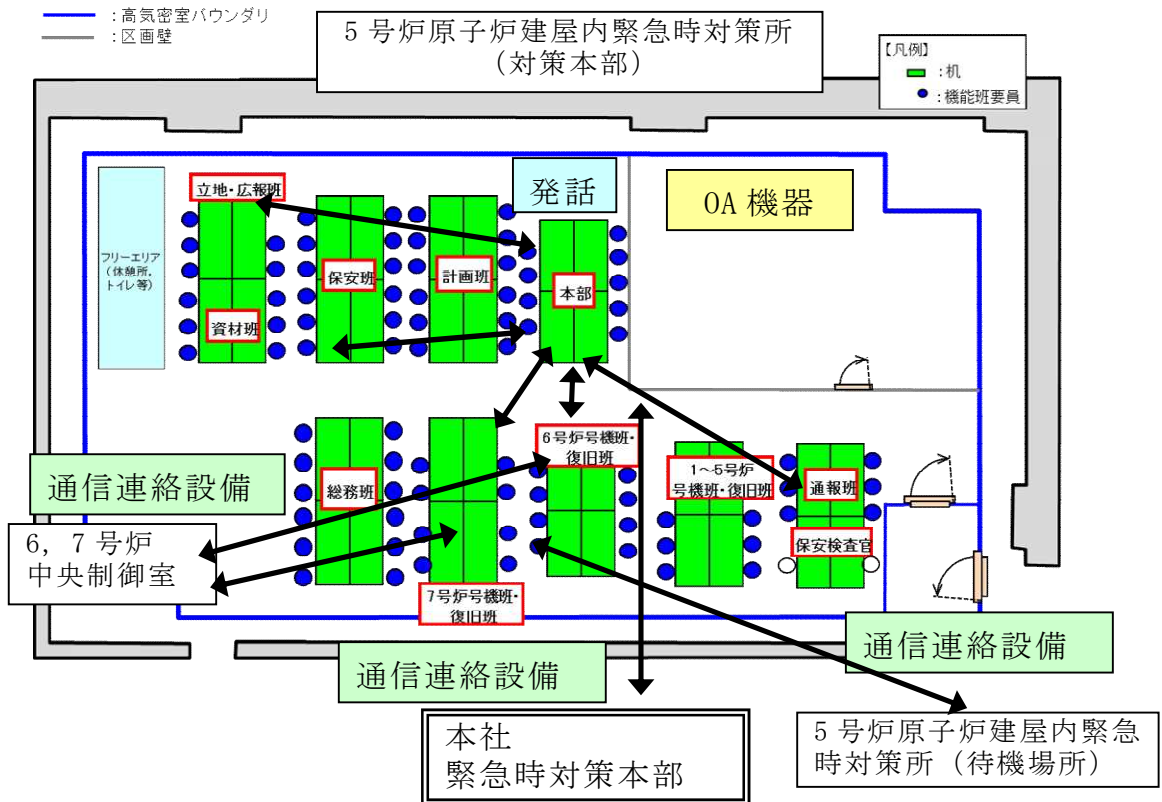 ：高気密室バウンダリ
：区画壁
5号炉原子炉建屋内緊急時対策所
（対策本部）
【凡例】
：机
：機能班要員
立地・広報班
発話
OA機器
フリーエリア
（休憩所，
トイレ等）
保安班
計画班
本部
資材班
6号炉号機班・
復旧班
1～5号炉
号機班・復旧班
通信連絡設備
総務班
通報班
6, 7号炉
中央制御室
保安検査官
7号炉号機班・
復旧班
通信連絡設備
通信連絡設備
本社
緊急時対策本部
5号炉原子炉建屋内緊急
時対策所（待機場所）